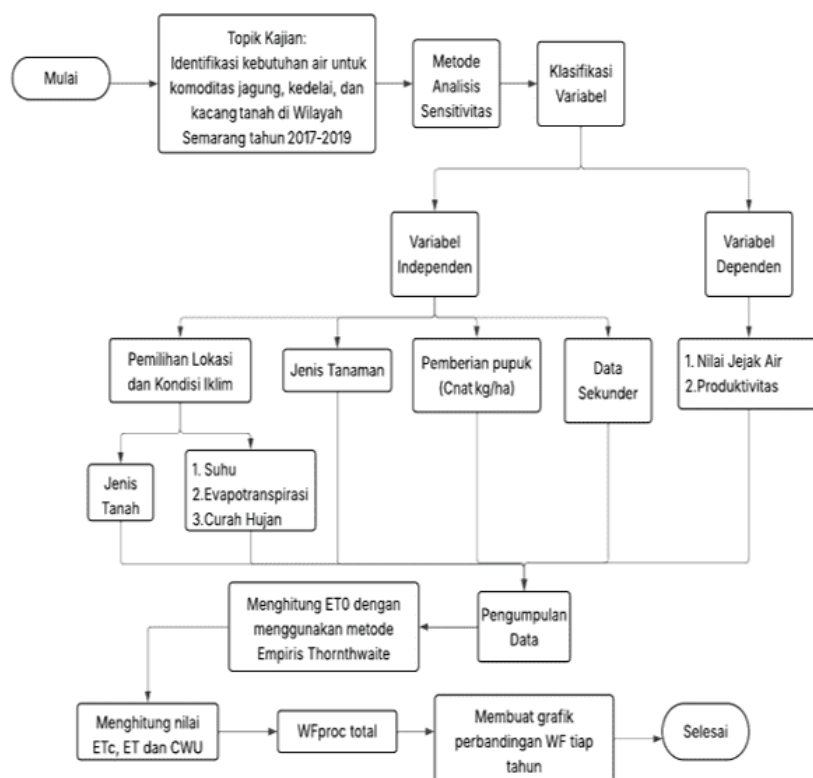 Mulai
Topik Kajian:
Identifikasi kebutuhan air untuk
komoditas jagung, kedelai, dan
kacang tanah di Wilayah
Semarang tahun 2017-2019
Metode
Analisis
Sensitivitas
Klasifikasi
Variabel
Variabel
Independen
Variabel
Dependen
Pemilihan Lokasi
dan Kondisi Iklim
Jenis Tanaman
Pemberian pupuk
(Cnat kg/ha)
Data
Sekunder
1. Nilai Jejak Air
2.Produktivitas
Jenis
Tanah
1. Suhu
2.Evapotranspirasi
3.Curah Hujan
Pengumpulan
Data
Menghitung ET0 dengan
menggunakan metode
Empiris Thornthwaite
Menghitung nilai
ETc, ET dan CWU
WFproc total
Membuat grafik
perbandingan WF tiap
tahun
Selesai